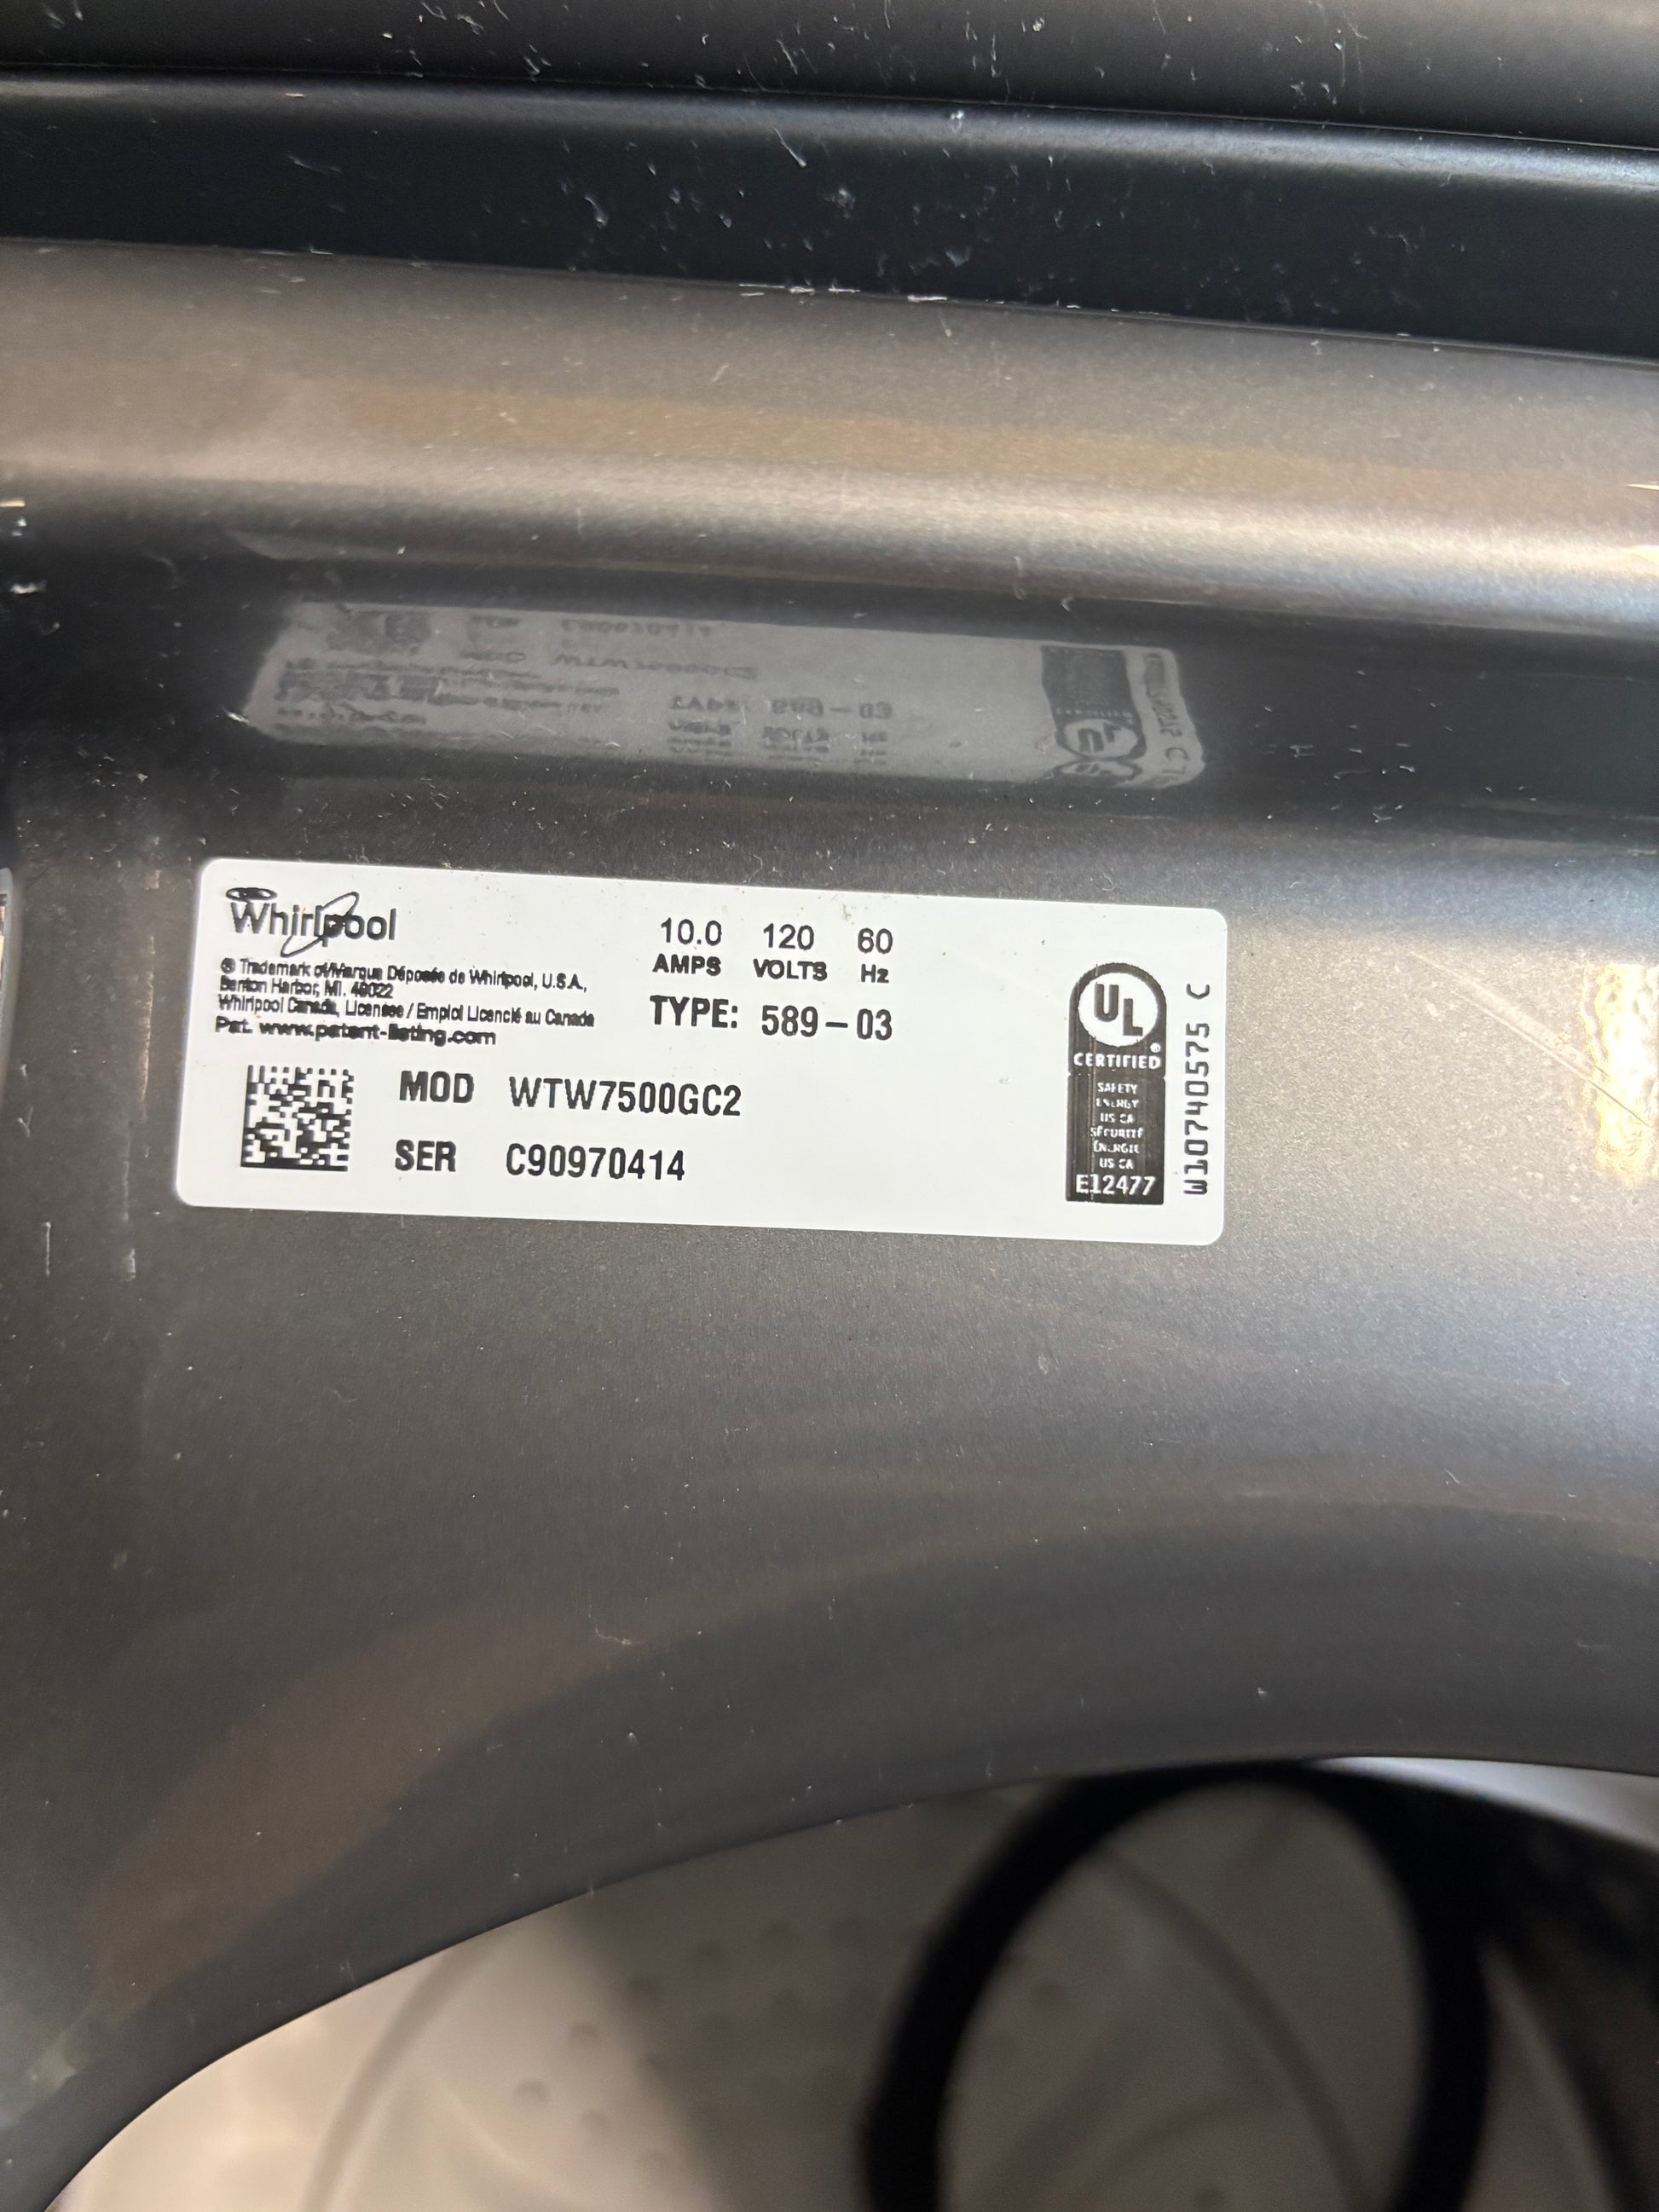 Whirlpool
® Trademark of/Marque Déposée de Whirlpool, U.S.A.,
Benton Harbor, MI. 49022
Whirlpool Canada, Licensee / Emploi Licencié au Canada
Pat. www.patent-listing.com
10.0 120 60
AMPS VOLTS Hz
TYPE: 589-03
MOD WTW7500GC2
SER C90970414
UL
®
CERTIFIED
SAFETY
ENERGY
US CA
SÉCURITÉ
ÉNERGIE
US CA
E12477
W10740575 C